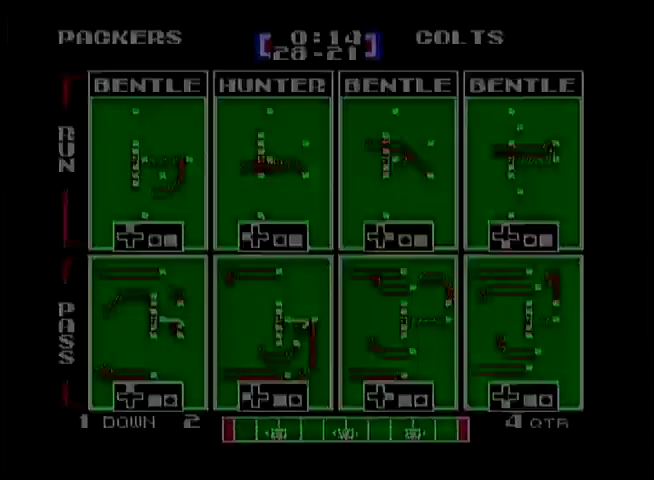 PACKERS 0:14 COLTS
28-21
BENTLE HUNTER BENTLE BENTLE
RUN
PASS
1 DOWN 2 4 QTR